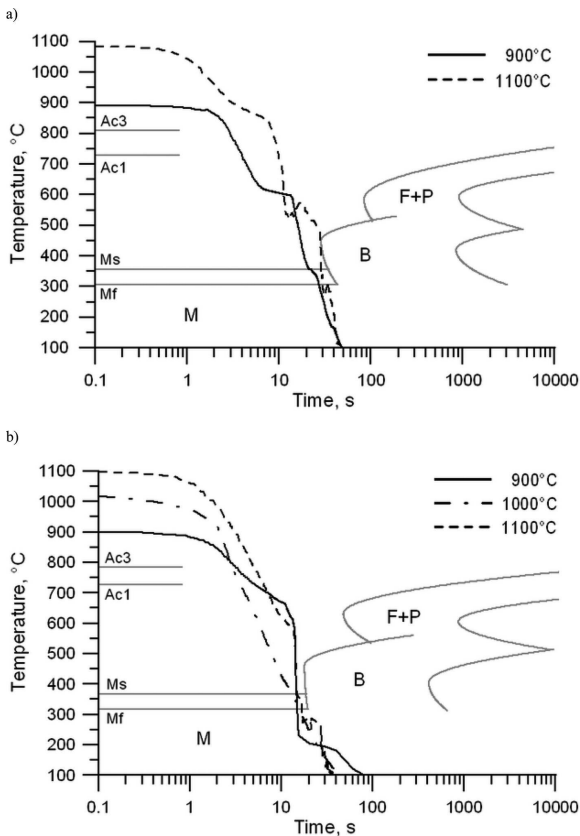 a)
1100
1000
900
800
700
600
500
400
300
200
100
Temperature, °C
Ac3
Ac1
Ms
Mf
M
B
F+P
900°C
1100°C
0.1 1 10 100 1000 10000
Time, s
b)
1100
1000
900
800
700
600
500
400
300
200
100
Temperature, °C
Ac3
Ac1
Ms
Mf
M
B
F+P
900°C
1000°C
1100°C
0.1 1 10 100 1000 10000
Time, s